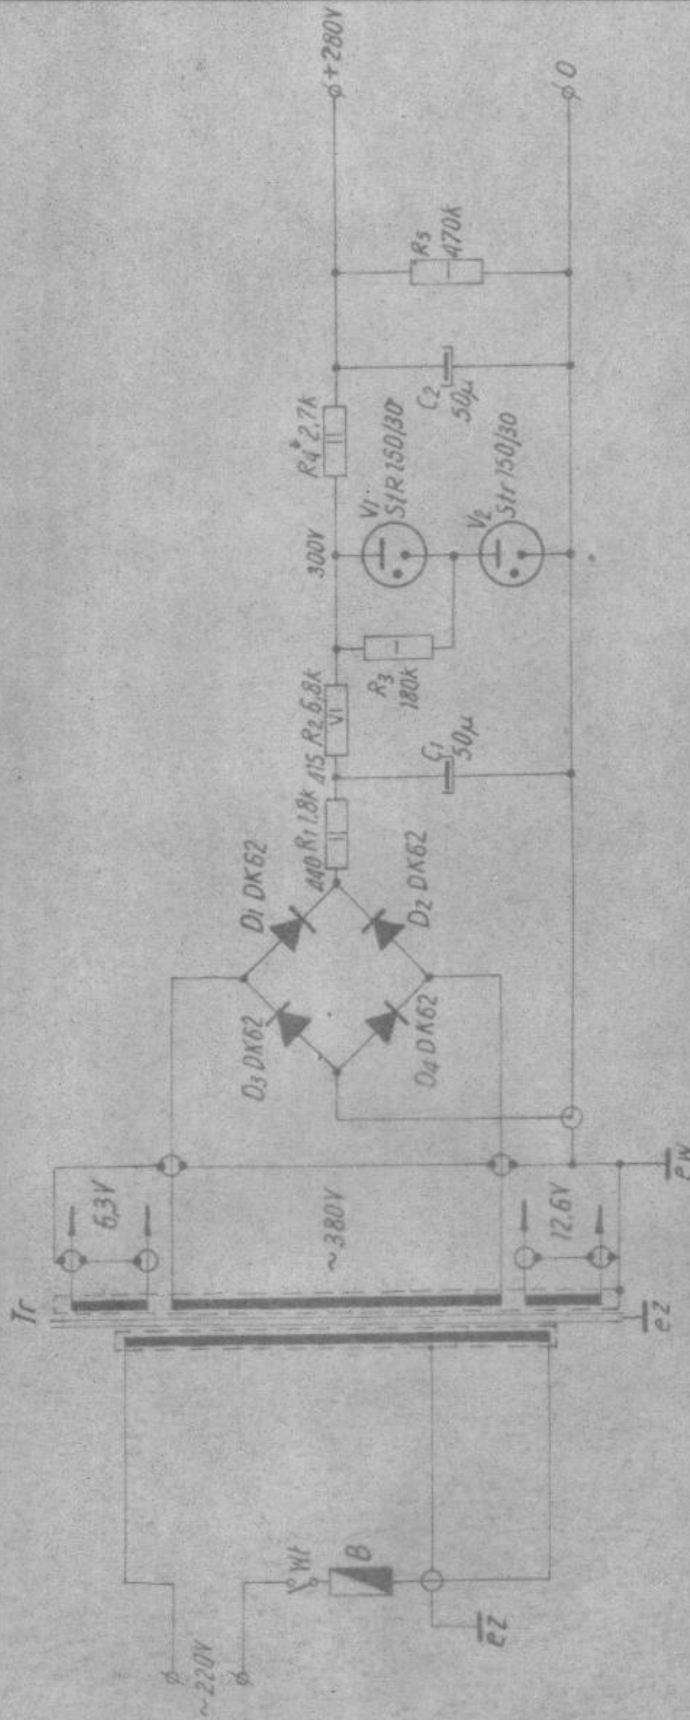 ~220V
Wł
B
ez
Tr
6,3V
~380V
12,6V
ez
ew
D1 DK62
D2 DK62
D3 DK62
D4 DK62
440
R1 1,8k
415
R2 6,8k
C1
50µ
R3
180k
300V
V1
StR 150/30
V2
Str 150/30
R4* 2,7k
C2
50µ
R5
470k
+280V
0